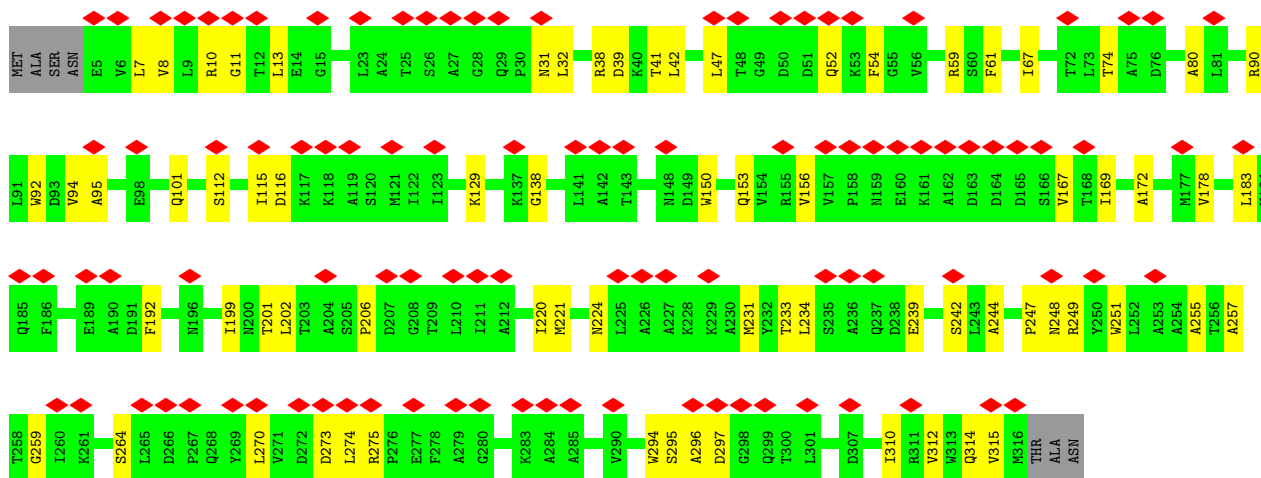 MET ALA SER ASN E5 V6 L7 V8 L9 R10 G11 T12 L13 E14 G15 L23 A24 T25 S26 A27 G28 Q29 P30 N31 L32 R38 D39 K40 T41 L42 L47 T48 G49 D50 D51 Q52 K53 F54 G55 V56 R59 S60 F61 I67 T72 L73 T74 A75 D76 A80 L81 R90
L91 W92 D93 V94 A95 E98 Q101 S112 I115 D116 K117 K118 A119 S120 M121 I122 I123 K129 K137 G138 L141 A142 T143 N148 D149 W150 Q153 V154 R155 V156 V157 P158 N159 E160 K161 A162 D163 D164 D165 S166 V167 T168 I169 A172 M177 V178 L183
Q185 F186 E189 A190 D191 F192 N196 I199 N200 T201 L202 T203 A204 S205 P206 D207 G208 T209 L210 I211 A212 I220 M221 N224 L225 A226 A227 K228 K229 A230 M231 Y232 T233 L234 S235 A236 Q237 D238 E239 S242 L243 A244 P247 N248 R249 Y250 W251 L252 A253 A254 A255 T256 A257
T258 G259 I260 K261 S264 L265 D266 P267 Q268 Y269 L270 V271 D272 D273 L274 R275 P276 E277 F278 A279 G280 K283 A284 A285 V290 W294 S295 A296 D297 G298 Q299 T300 L301 D307 I310 R311 V312 W313 Q314 V315 M316 THR ALA ASN